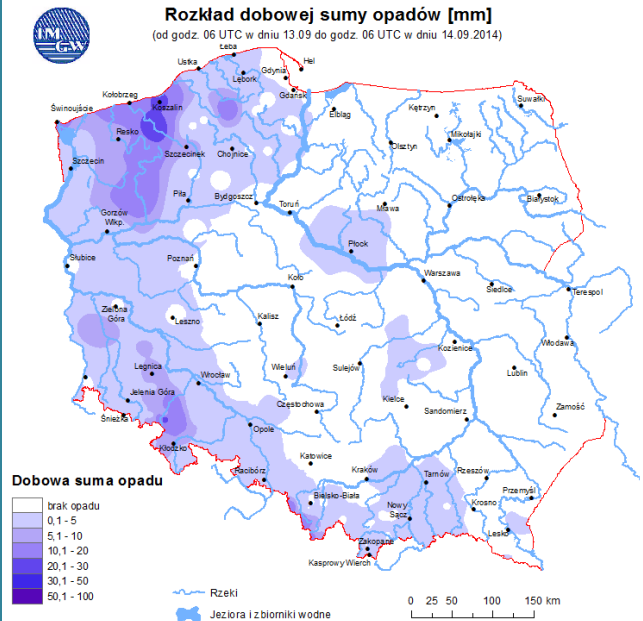 Rozkład dobowej sumy opadów [mm]
(od godz. 06 UTC w dniu 13.09 do godz. 06 UTC w dniu 14.09.2014)
IM
GW
Łeba
Hel
Ustka
Gdynia
Lębork
Gdańsk
Suwałki
Kołobrzeg
Koszalin
Kętrzyn
Świnoujście
Elbląg
Resko
Mikołajki
Olsztyn
Szczecinek
Chojnice
Szczecin
Piła
Bydgoszcz
Toruń
Mława
Ostrołęka
Białystok
Gorzów
Wlkp.
Płock
Słubice
Poznań
Koło
Warszawa
Siedlce
Terespol
Zielona
Góra
Leszno
Kalisz
Łódź
Kozienice
Włodawa
Legnica
Wrocław
Wieluń
Sulejów
Lublin
Jelenia Góra
Śnieżka
Częstochowa
Kielce
Sandomierz
Zamość
Opole
Kłodzko
Katowice
Racibórz
Kraków
Tarnów
Rzeszów
Bielsko-Biała
Nowy
Sącz
Krosno
Przemyśl
Lesko
Zakopane
Kasprowy Wierch
Dobowa suma opadu
brak opadu
0,1 - 5
5,1 - 10
10,1 - 20
20,1 - 30
30,1 - 50
50,1 - 100
Rzeki
Jeziora i zbiorniki wodne
0 25 50 100 150 km